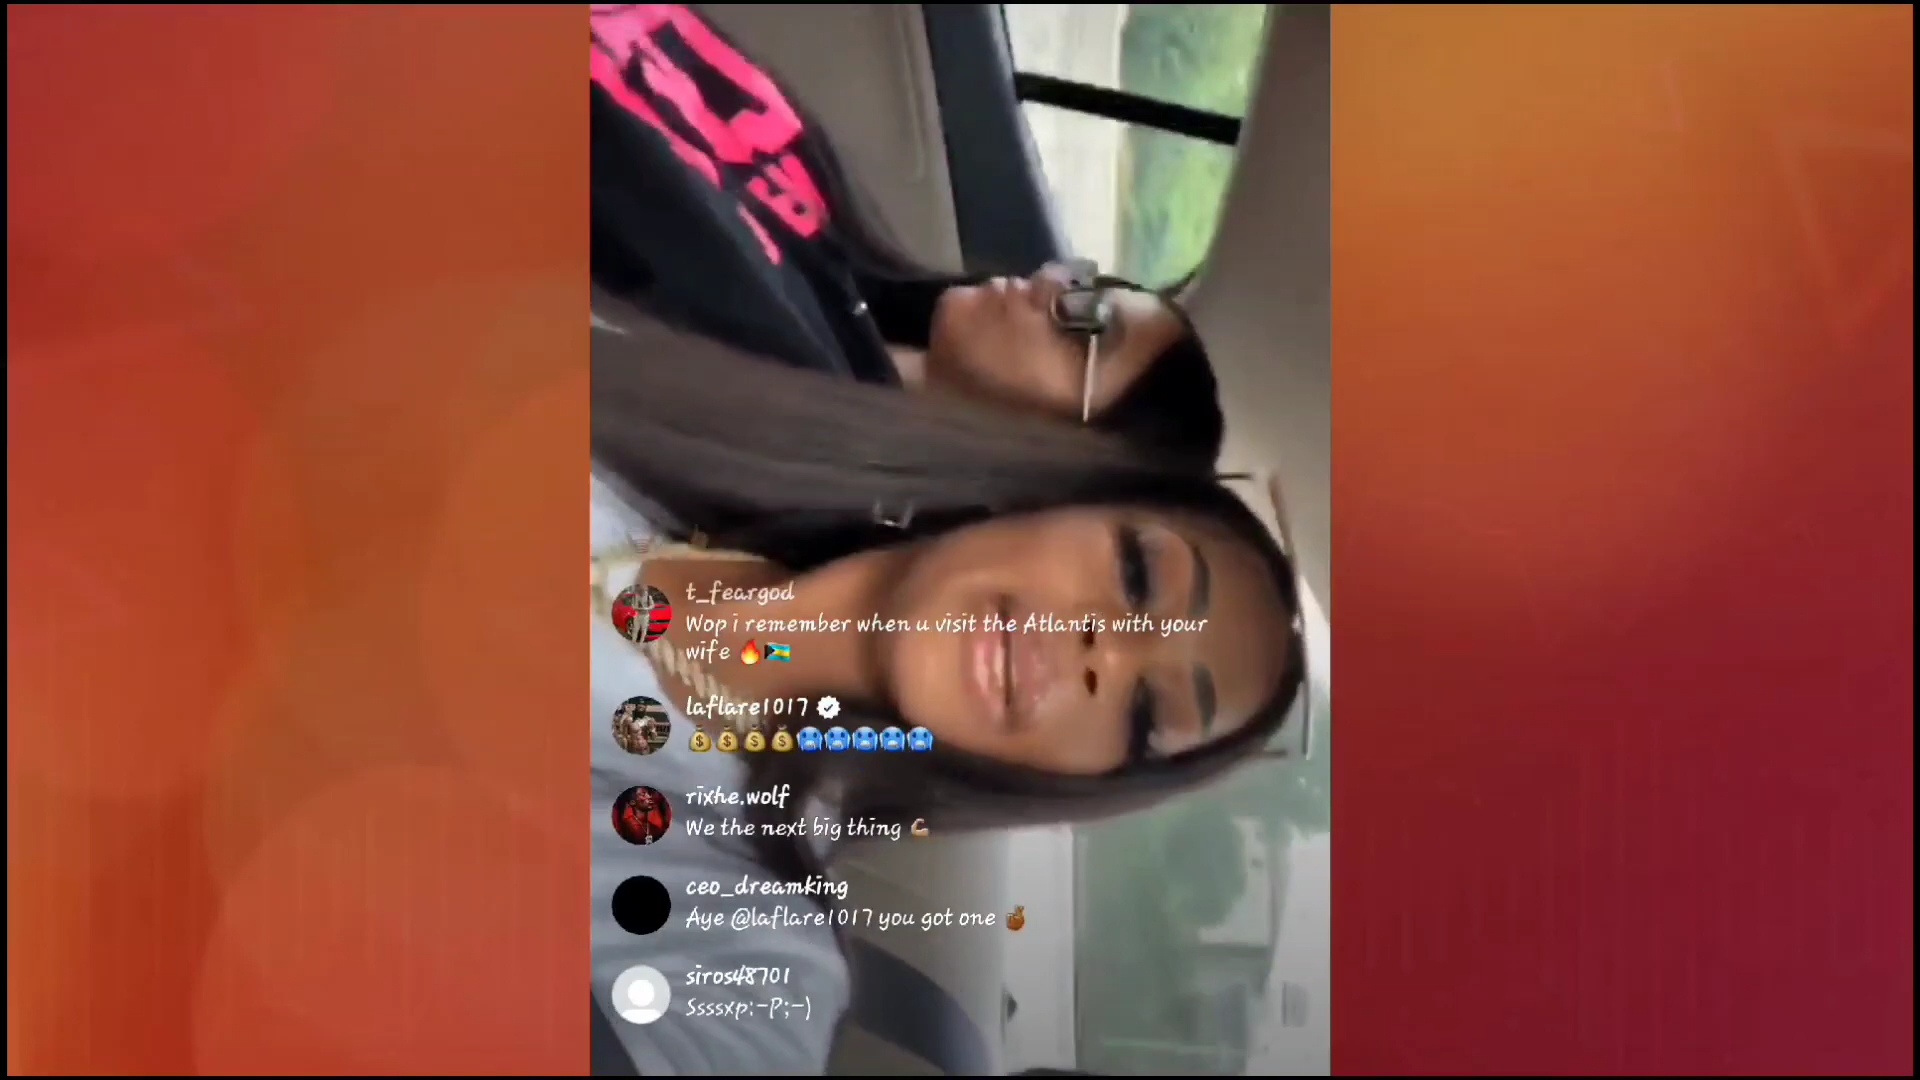 t_feargod
Wop i remember when u visit the Atlantis with your
wife 🔥🇧🇸
laflare1017
💰💰💰💰🥶🥶🥶🥶🥶
rixhe.wolf
We the next big thing 💪🏼
ceo_dreamking
Aye @laflare1017 you got one 🤞🏾
siros48701
Ssssxp:-P;-)